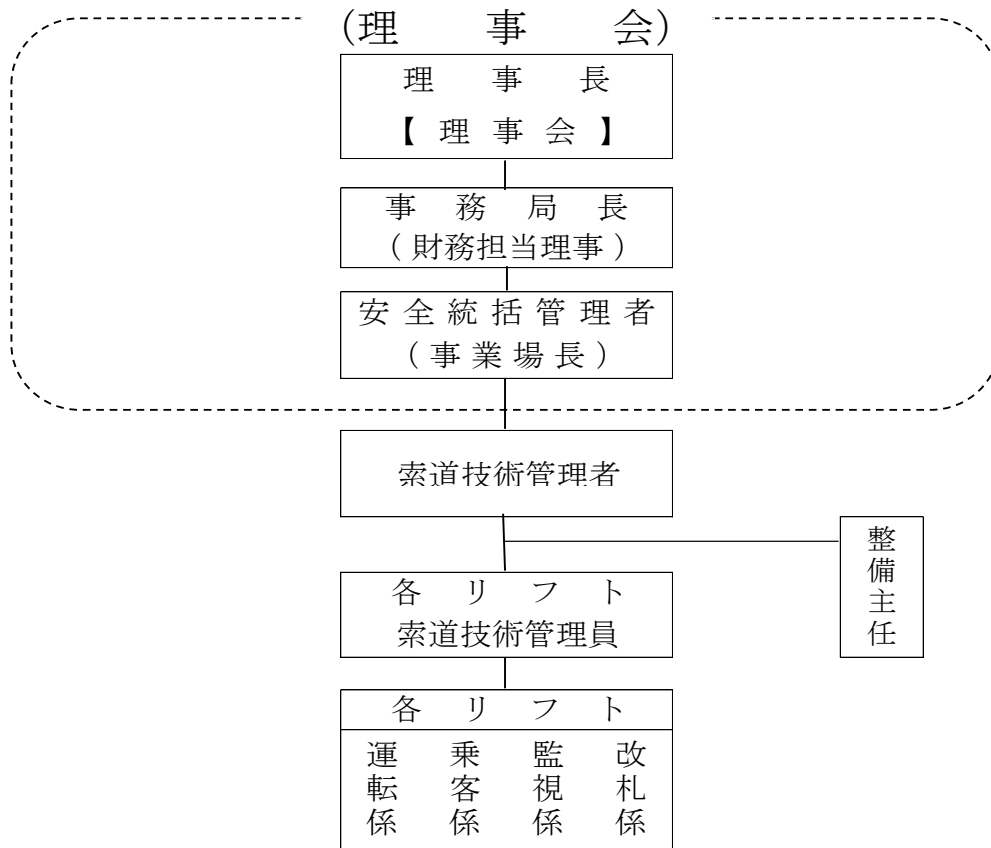 (理 事 会)
理 事 長
【 理 事 会 】
事 務 局 長
( 財務担当理事 )
安 全 統 括 管 理 者
( 事 業 場 長 )
索道技術管理者
整備主任
各 リ フ ト
索道技術管理員
各 リ フ ト
運転係
乗客係
監視係
改札係